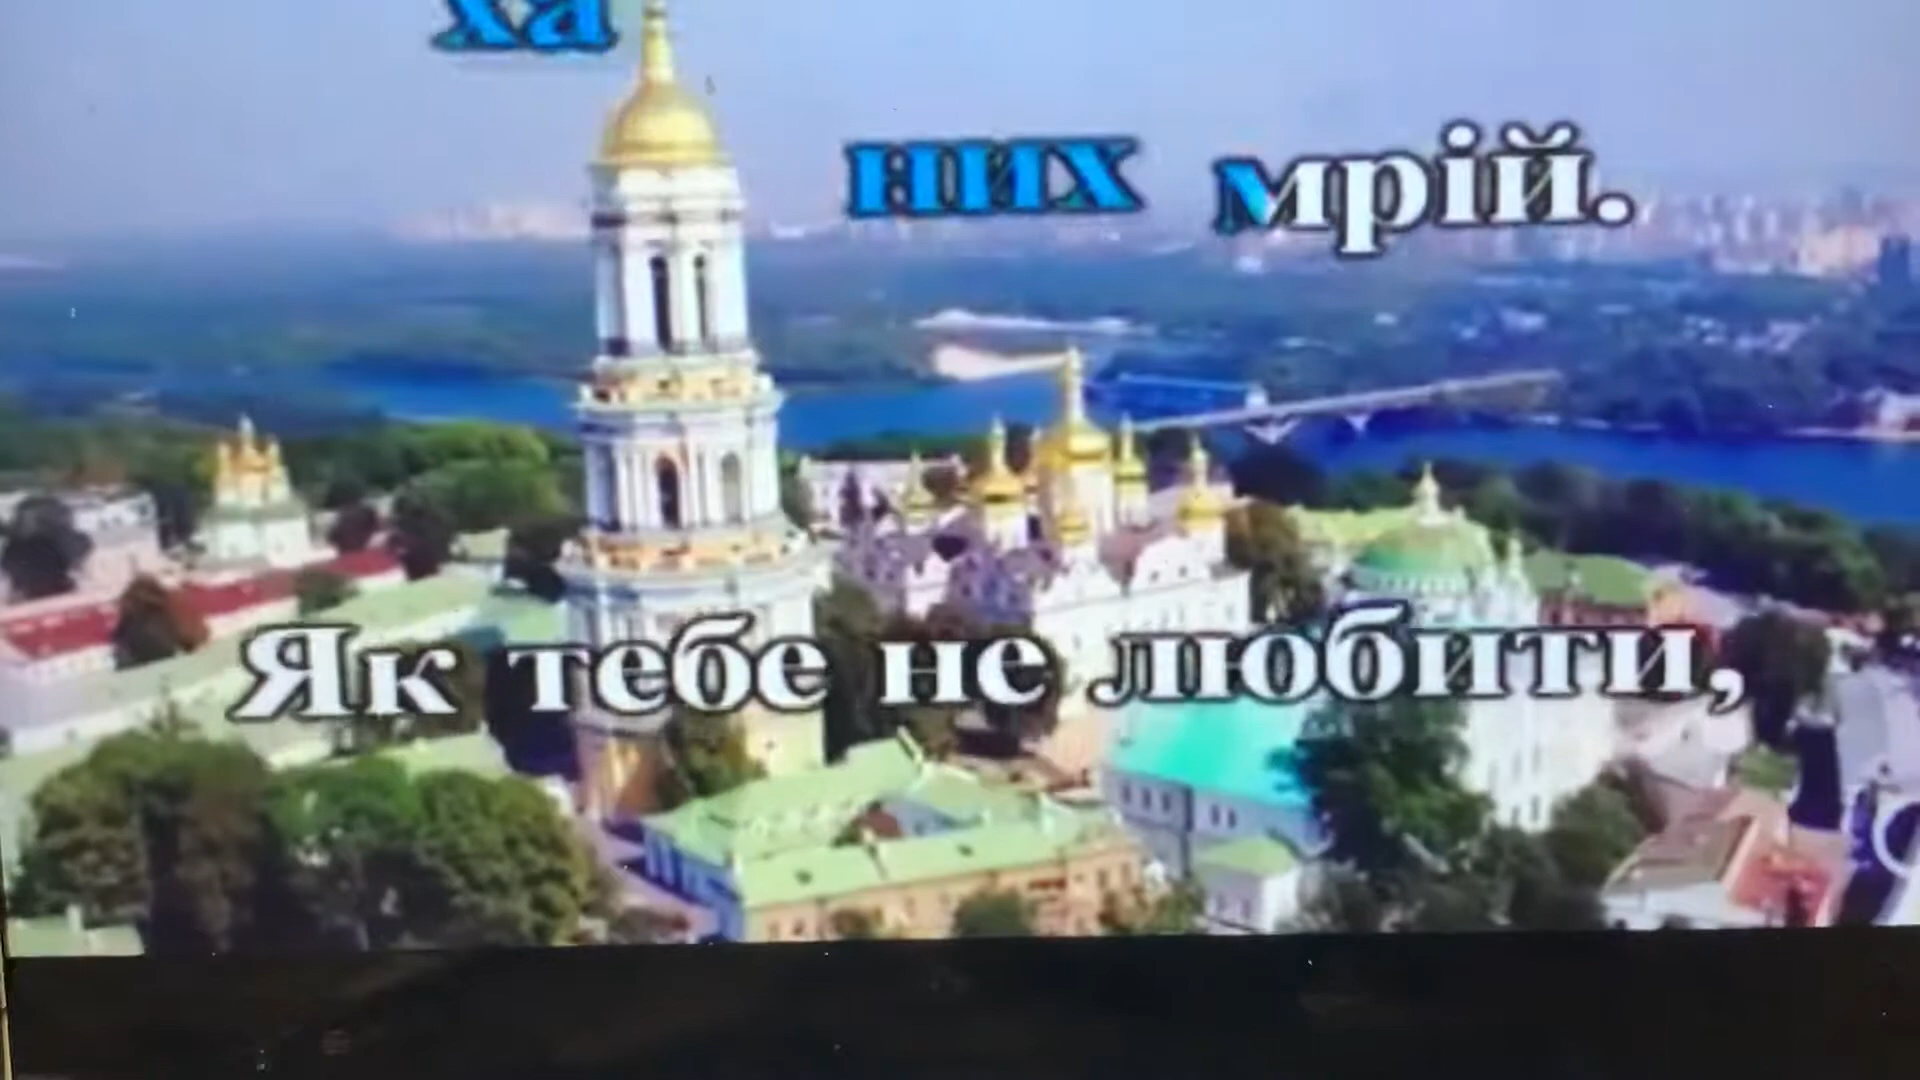 ха
них мрій.
Як тебе не любити,